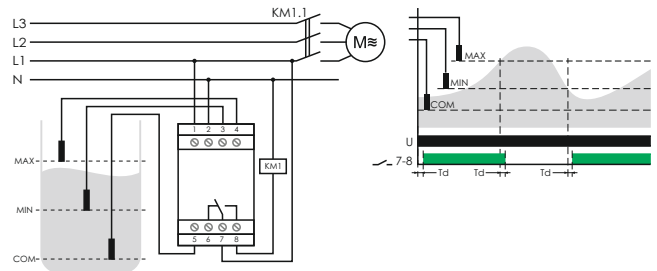 KM1.1
L3
L2
L1
N
M≋
1 2 3 4
KM1
5 6 7 8
MAX
MIN
COM
MAX
MIN
COM
U
7-8
Td Td Td